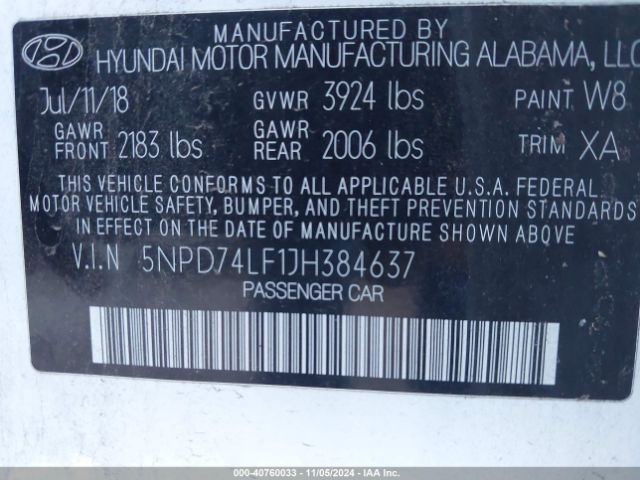 MANUFACTURED BY
HYUNDAI MOTOR MANUFACTURING ALABAMA, LLC
Jul/11/18 GVWR 3924 lbs PAINT W8
GAWR FRONT 2183 lbs GAWR REAR 2006 lbs TRIM XA
THIS VEHICLE CONFORMS TO ALL APPLICABLE U.S.A. FEDERAL
MOTOR VEHICLE SAFETY, BUMPER, AND THEFT PREVENTION STANDARDS
IN EFFECT ON THE DATE OF MANUFACTURE SHOWN ABOVE.
V.I.N 5NPD74LF1JH384637
PASSENGER CAR
000-40760033 — 11/05/2024 — IAA Inc.